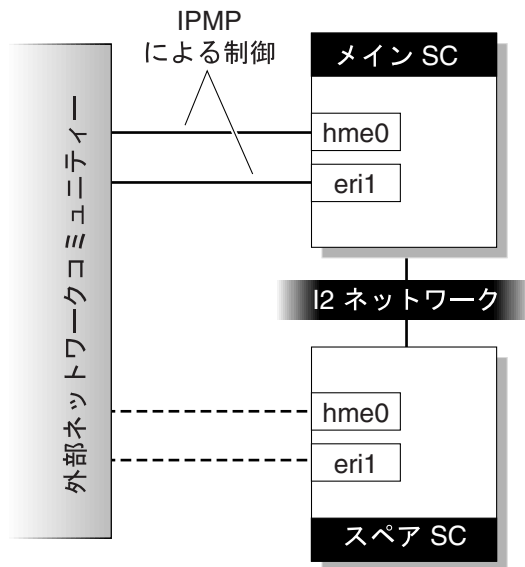 IPMP
による制御
メイン SC
hme0
eri1
外部ネットワークコミュニティー
I2 ネットワーク
hme0
eri1
スペア SC